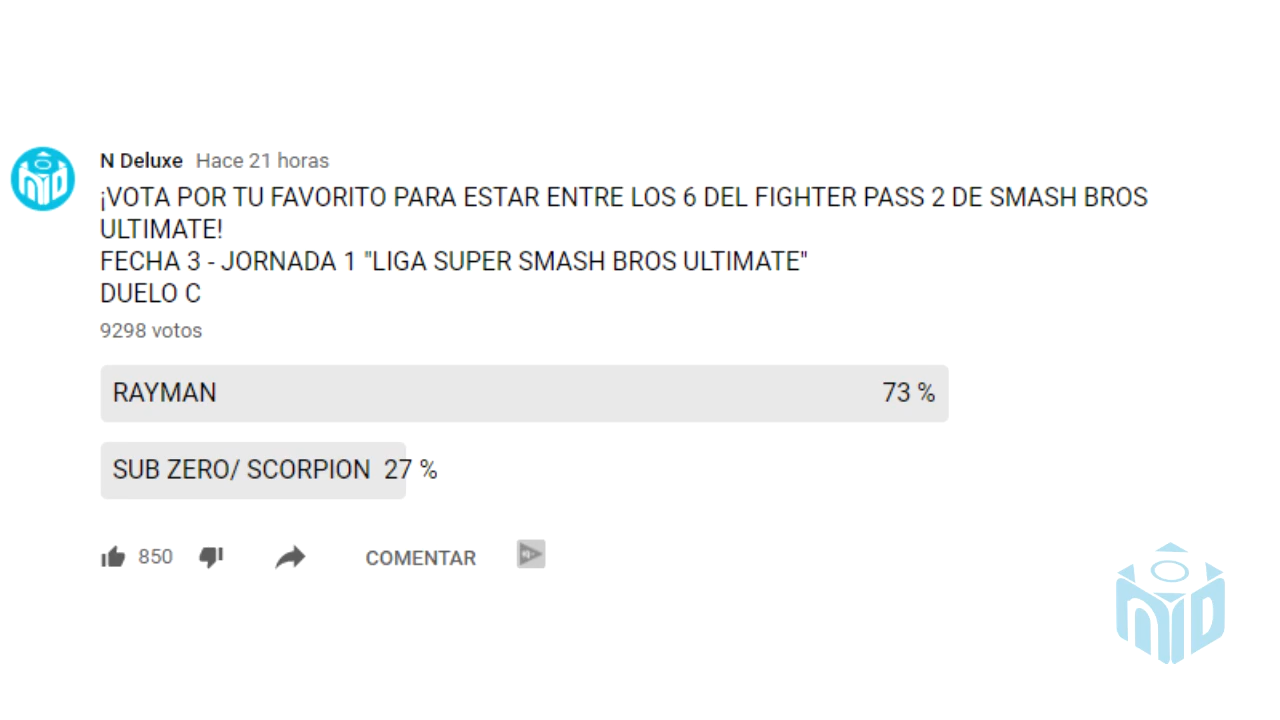 N Deluxe Hace 21 horas
¡VOTA POR TU FAVORITO PARA ESTAR ENTRE LOS 6 DEL FIGHTER PASS 2 DE SMASH BROS
ULTIMATE!
FECHA 3 - JORNADA 1 "LIGA SUPER SMASH BROS ULTIMATE"
DUELO C
9298 votos
RAYMAN 73 %
SUB ZERO/ SCORPION 27 %
850 COMENTAR